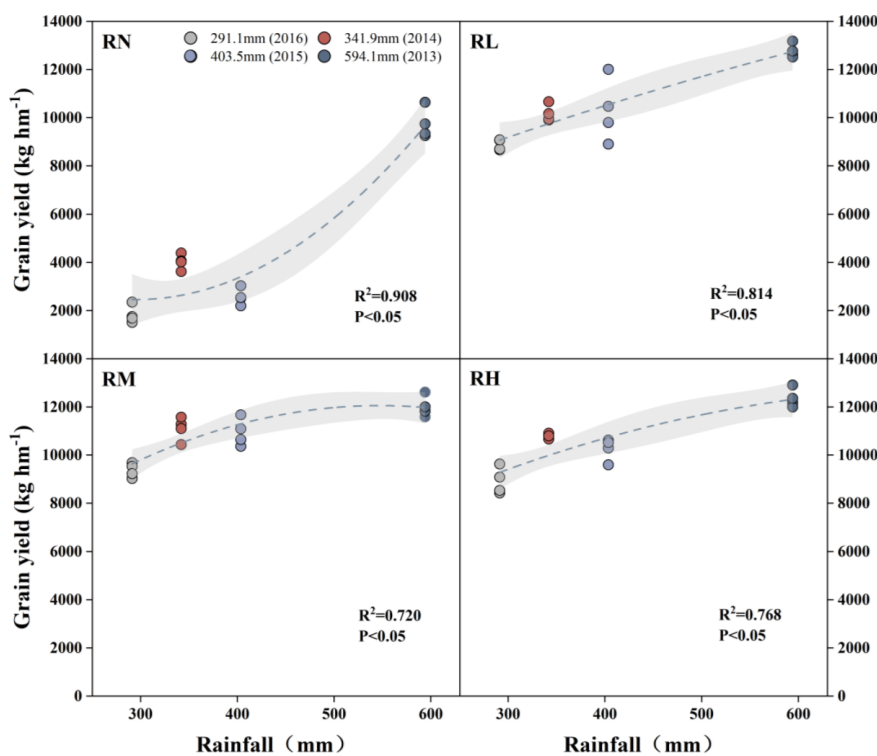 RN
291.1mm (2016) 341.9mm (2014)
403.5mm (2015) 594.1mm (2013)
14000
12000
10000
8000
6000
4000
2000
Grain yield (kg hm⁻¹)
R²=0.908
P<0.05
RL
14000
12000
10000
8000
6000
4000
2000
R²=0.814
P<0.05
RM
14000
12000
10000
8000
6000
4000
2000
0
Grain yield (kg hm⁻¹)
R²=0.720
P<0.05
300 400 500 600
Rainfall（mm）
RH
14000
12000
10000
8000
6000
4000
2000
0
R²=0.768
P<0.05
300 400 500 600
Rainfall（mm）